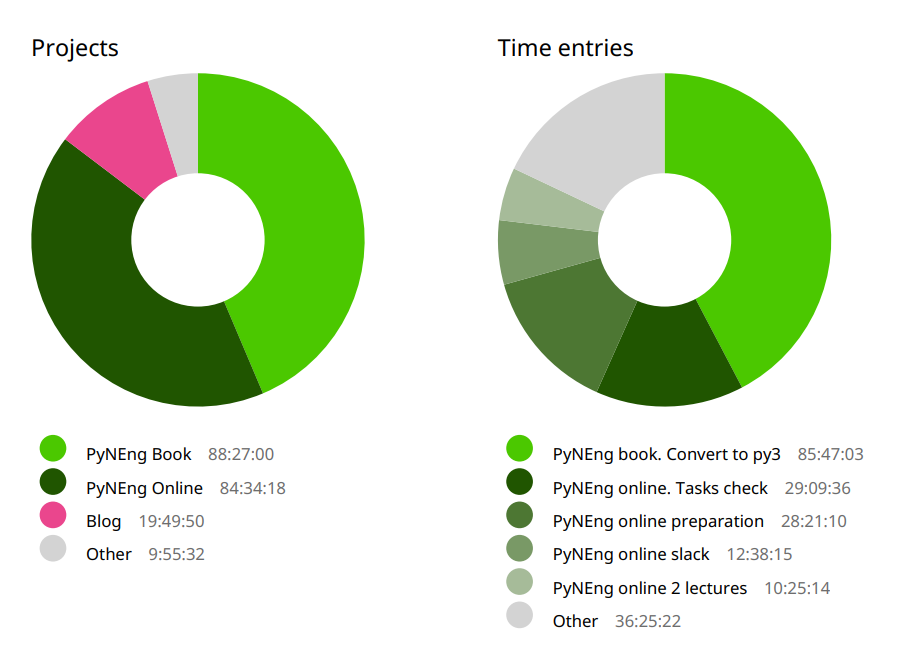 Projects
PyNEng Book 88:27:00
PyNEng Online 84:34:18
Blog 19:49:50
Other 9:55:32
Time entries
PyNEng book. Convert to py3 85:47:03
PyNEng online. Tasks check 29:09:36
PyNEng online preparation 28:21:10
PyNEng online slack 12:38:15
PyNEng online 2 lectures 10:25:14
Other 36:25:22